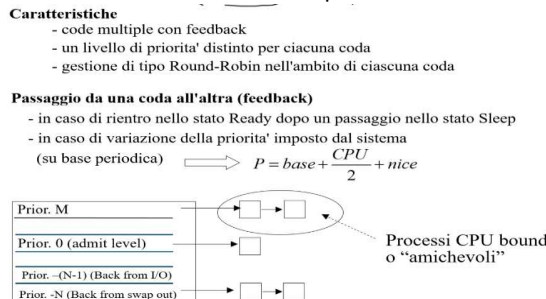 Caratteristiche
- code multiple con feedback
- un livello di priorita' distinto per ciacuna coda
- gestione di tipo Round-Robin nell'ambito di ciascuna coda
Passaggio da una coda all'altra (feedback)
- in caso di rientro nello stato Ready dopo un passaggio nello stato Sleep
- in caso di variazione della priorita' imposto dal sistema
(su base periodica) P = base + CPU/2 + nice
Prior. M
Prior. 0 (admit level)
Processi CPU bound
o "amichevoli"
Prior. –(N-1) (Back from I/O)
Prior. -N (Back from swap out)